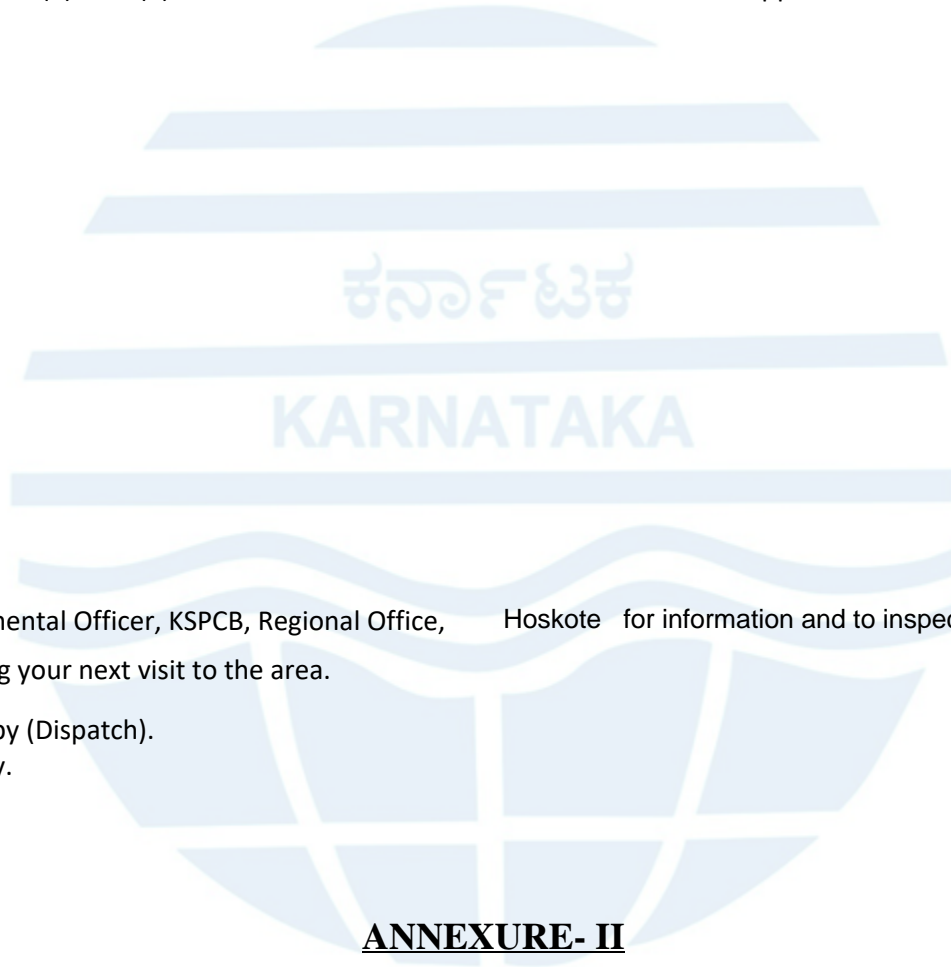 ಕರ್ನಾಟಕ
KARNATAKA
mental Officer, KSPCB, Regional Office, Hoskote for information and to inspec
g your next visit to the area.
py (Dispatch).
y.
ANNEXURE- II